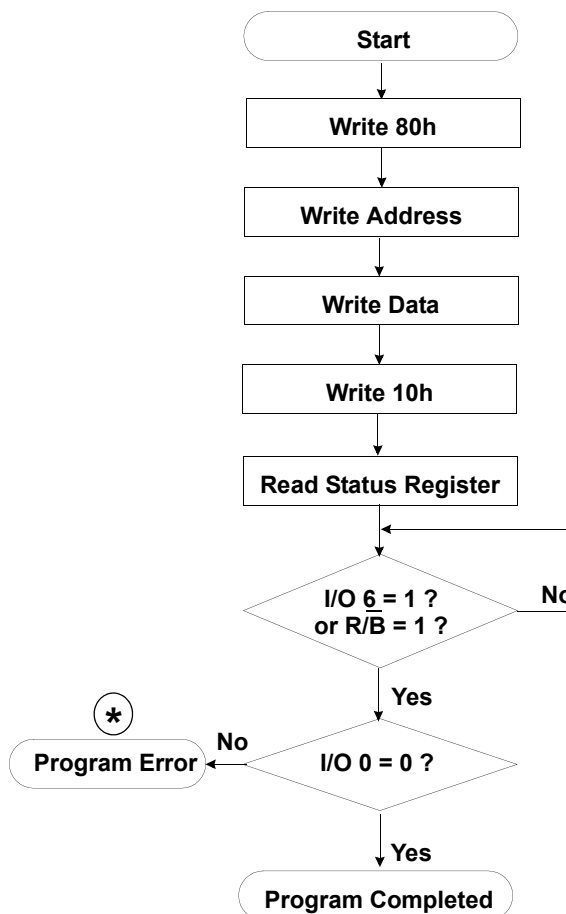 Start
Write 80h
Write Address
Write Data
Write 10h
Read Status Register
I/O 6 = 1 ?
or R/B̅ = 1 ?
No
Yes
*
No
Program Error
I/O 0 = 0 ?
Yes
Program Completed